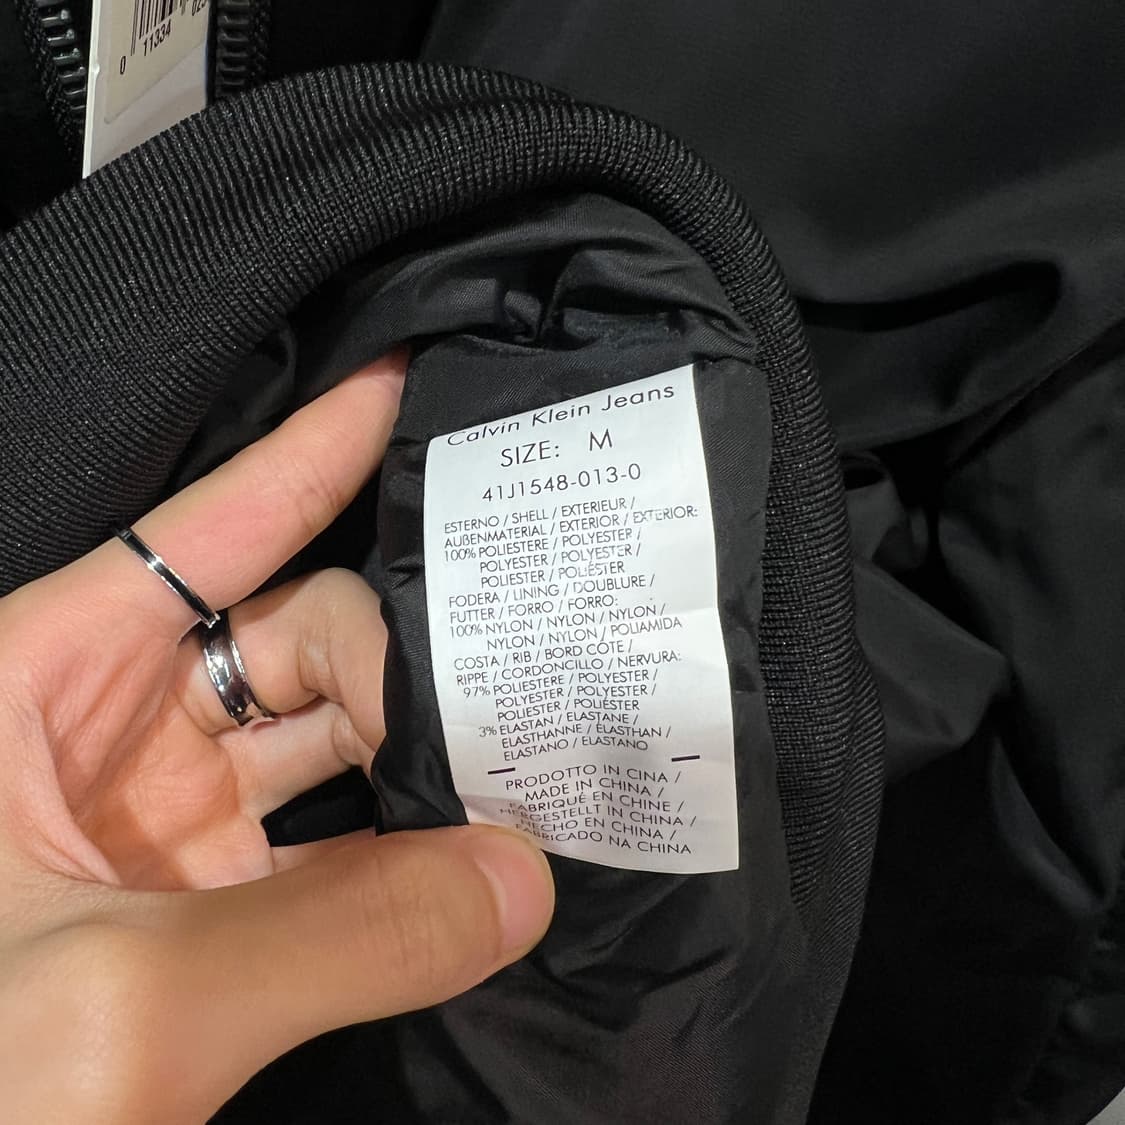 0 11334
Calvin Klein Jeans
SIZE: M
41J1548-013-0
ESTERNO / SHELL / EXTERIEUR /
AUßENMATERIAL / EXTERIOR / EXTERIOR:
100% POLIESTERE / POLYESTER /
POLYESTER / POLYESTER /
POLIESTER / POLIÉSTER
FODERA / LINING / DOUBLURE /
FUTTER / FORRO / FORRO:
100% NYLON / NYLON / NYLON /
NYLON / NYLON / POLIAMIDA
COSTA / RIB / BORD COTE /
RIPPE / CORDONCILLO / NERVURA:
97% POLIESTERE / POLYESTER /
POLYESTER / POLYESTER /
POLIESTER / POLIÉSTER
3% ELASTAN / ELASTANE /
ELASTHANNE / ELASTHAN /
ELASTANO / ELASTANO
PRODOTTO IN CINA /
MADE IN CHINA /
FABRIQUÉ EN CHINE /
HERGESTELLT IN CHINA /
HECHO EN CHINA /
FABRICADO NA CHINA